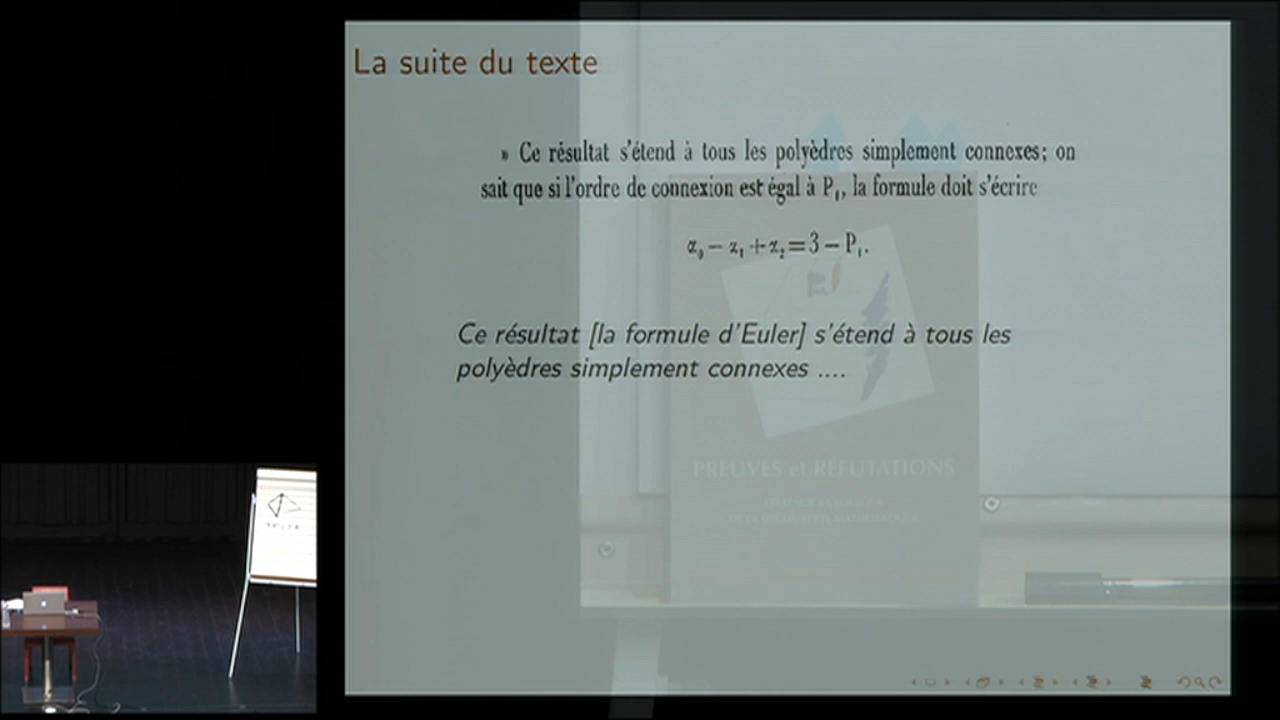 La suite du texte
» Ce résultat s'étend à tous les polyèdres simplement connexes; on
sait que si l'ordre de connexion est égal à P₁, la formule doit s'écrire
α₀ − α₁ + α₂ = 3 − P₁.
Ce résultat [la formule d'Euler] s'étend à tous les
polyèdres simplement connexes ....
PREUVES et RÉFUTATIONS